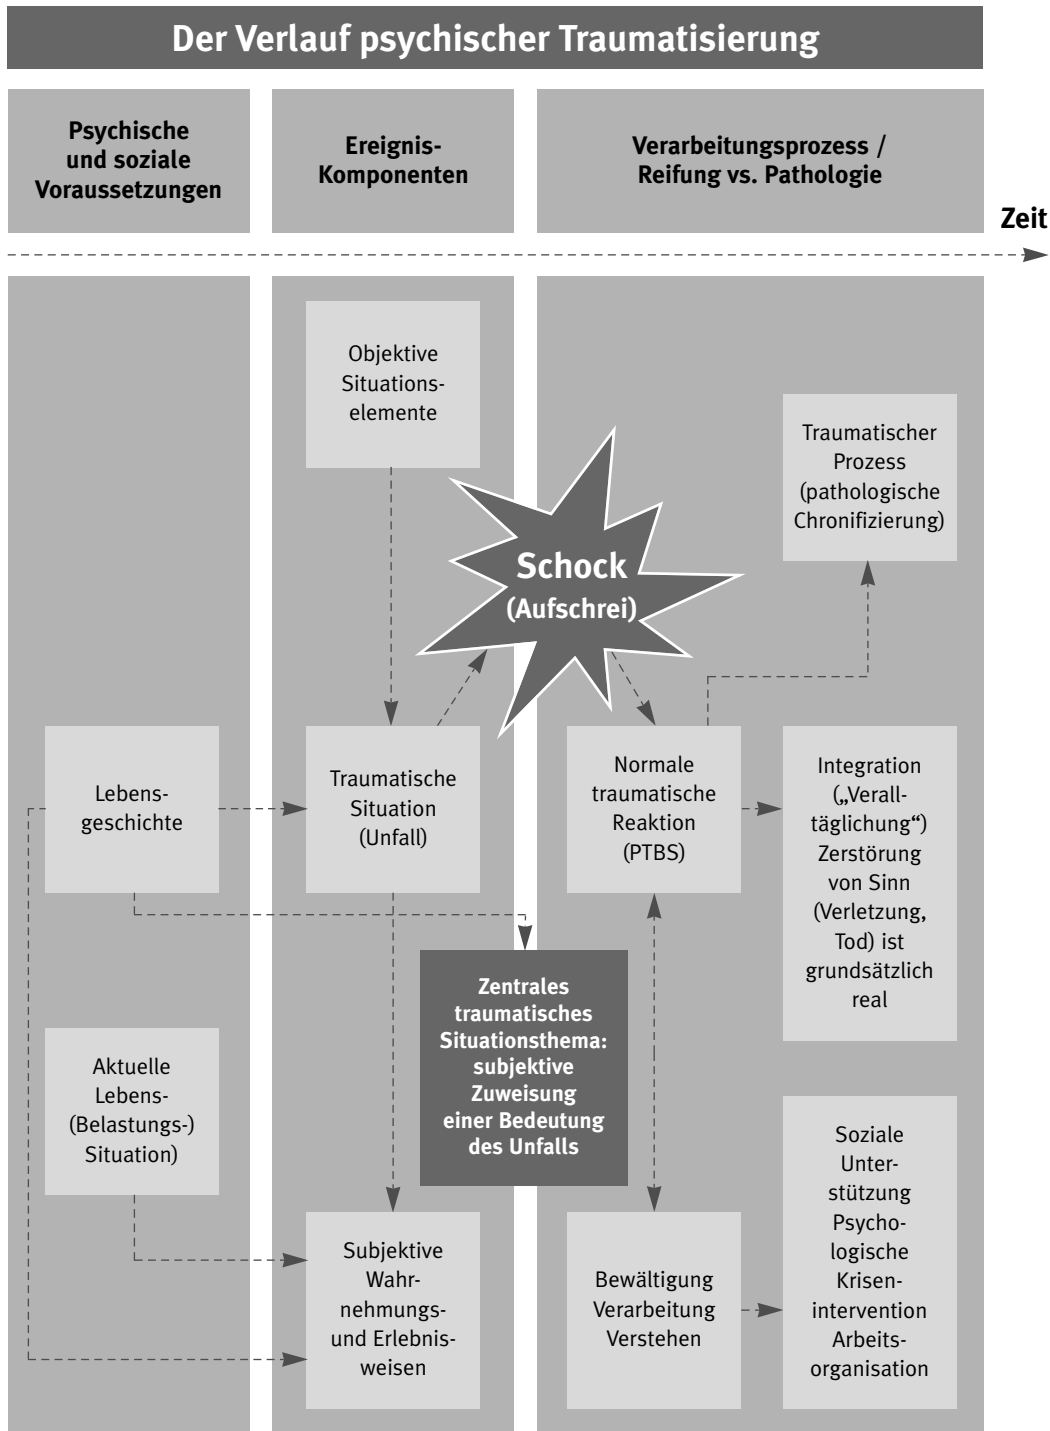 Der Verlauf psychischer Traumatisierung
Psychische
und soziale
Voraussetzungen
Ereignis-
Komponenten
Verarbeitungsprozess /
Reifung vs. Pathologie
Zeit
Objektive
Situations-
elemente
Traumatischer
Prozess
(pathologische
Chronifizierung)
Schock
(Aufschrei)
Lebens-
geschichte
Traumatische
Situation
(Unfall)
Normale
traumatische
Reaktion
(PTBS)
Integration
(„Verall-
täglichung“)
Zerstörung
von Sinn
(Verletzung,
Tod) ist
grundsätzlich
real
Zentrales
traumatisches
Situationsthema:
subjektive
Zuweisung
einer Bedeutung
des Unfalls
Aktuelle
Lebens-
(Belastungs-)
Situation)
Subjektive
Wahr-
nehmungs-
und Erlebnis-
weisen
Bewältigung
Verarbeitung
Verstehen
Soziale
Unter-
stützung
Psycho-
logische
Krisen-
intervention
Arbeits-
organisation